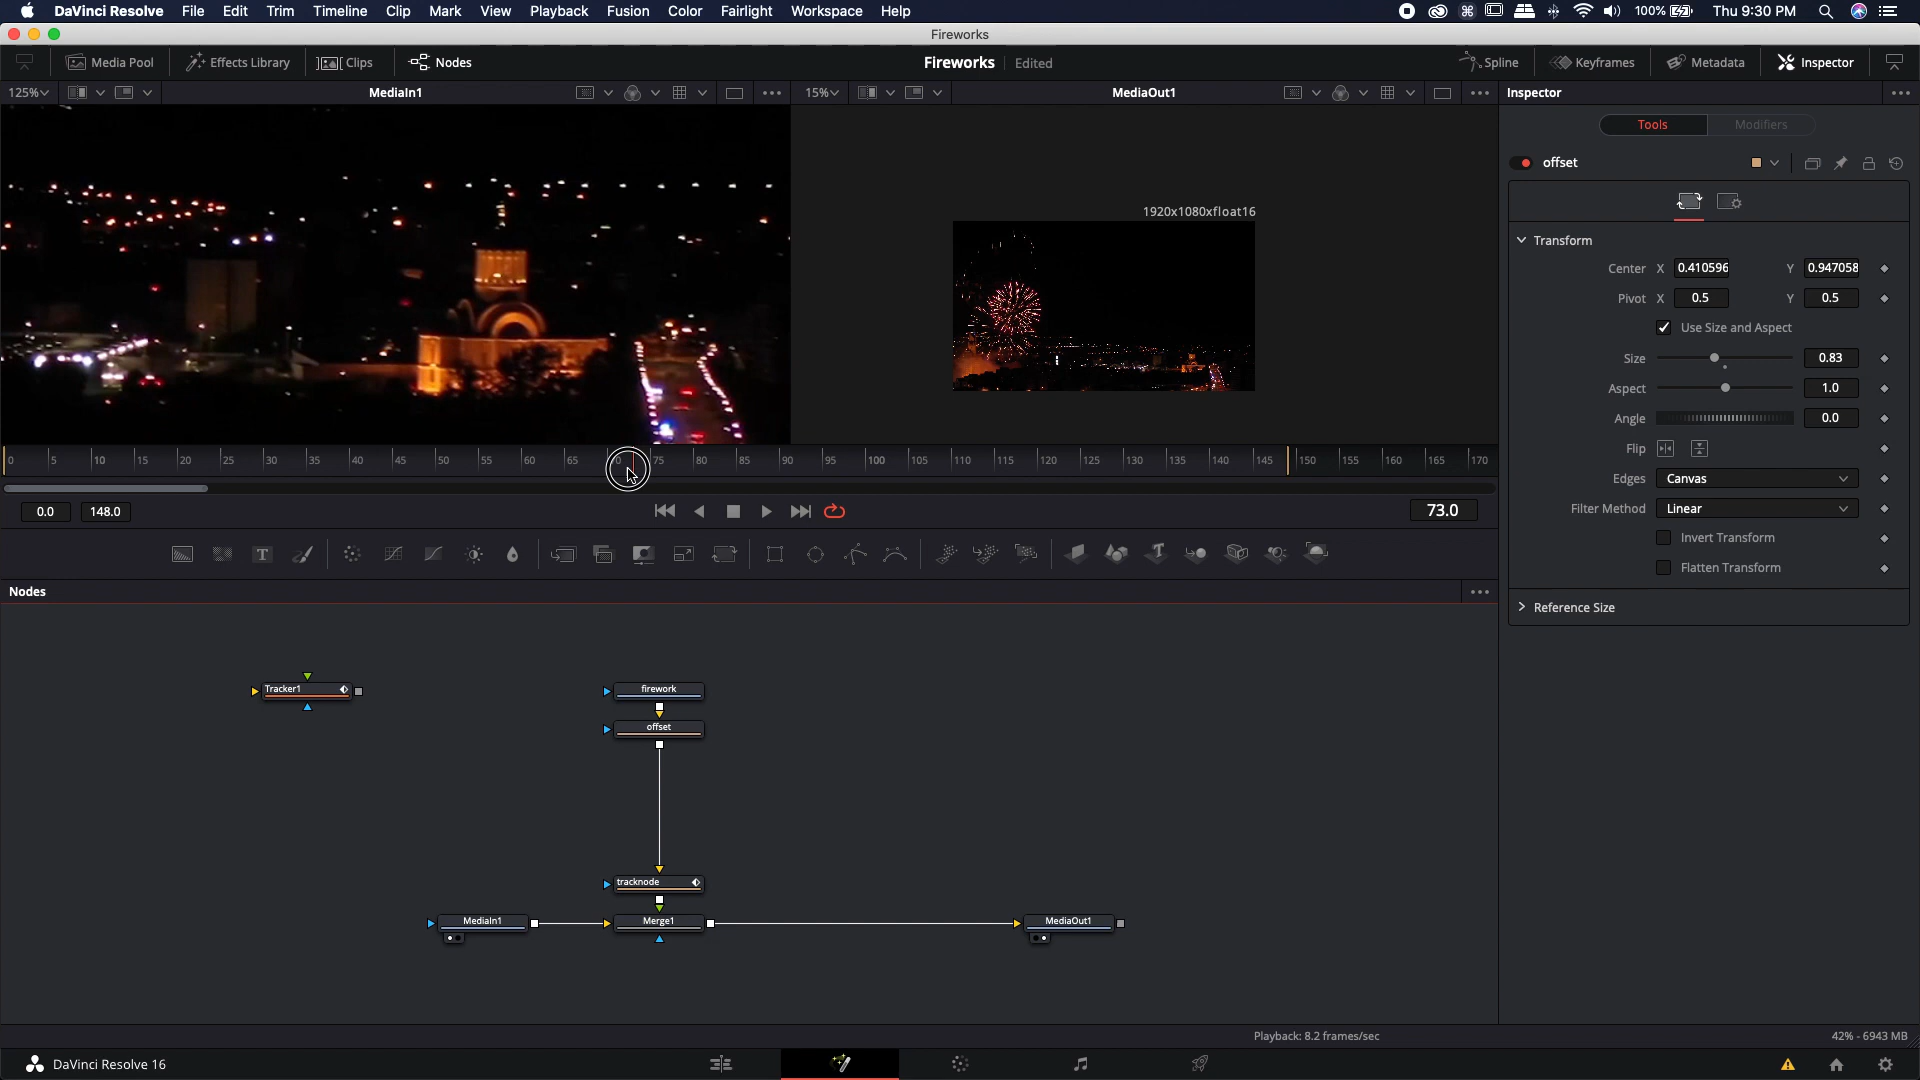 DaVinci Resolve File Edit Trim Timeline Clip Mark View Playback Fusion Color Fairlight Workspace Help 100% Thu 9:30 PM
Fireworks
Media Pool Effects Library Clips Nodes Fireworks Edited Spline Keyframes Metadata Inspector
125% MediaIn1 15% MediaOut1 Inspector
Tools Modifiers
offset
1920x1080xfloat16
Transform
Center X 0.410596 Y 0.947058
Pivot X 0.5 Y 0.5
Use Size and Aspect
Size 0.83
Aspect 1.0
Angle 0.0
Flip
0 5 10 15 20 25 30 35 40 45 50 55 60 65 75 80 85 90 95 100 105 110 115 120 125 130 135 140 145 150 155 160 165 170
Edges Canvas
0.0 148.0 73.0
Filter Method Linear
Invert Transform
Flatten Transform
Nodes
Reference Size
Tracker1
firework
offset
tracknode
MediaIn1 Merge1 MediaOut1
Playback: 8.2 frames/sec 42% - 6943 MB
DaVinci Resolve 16